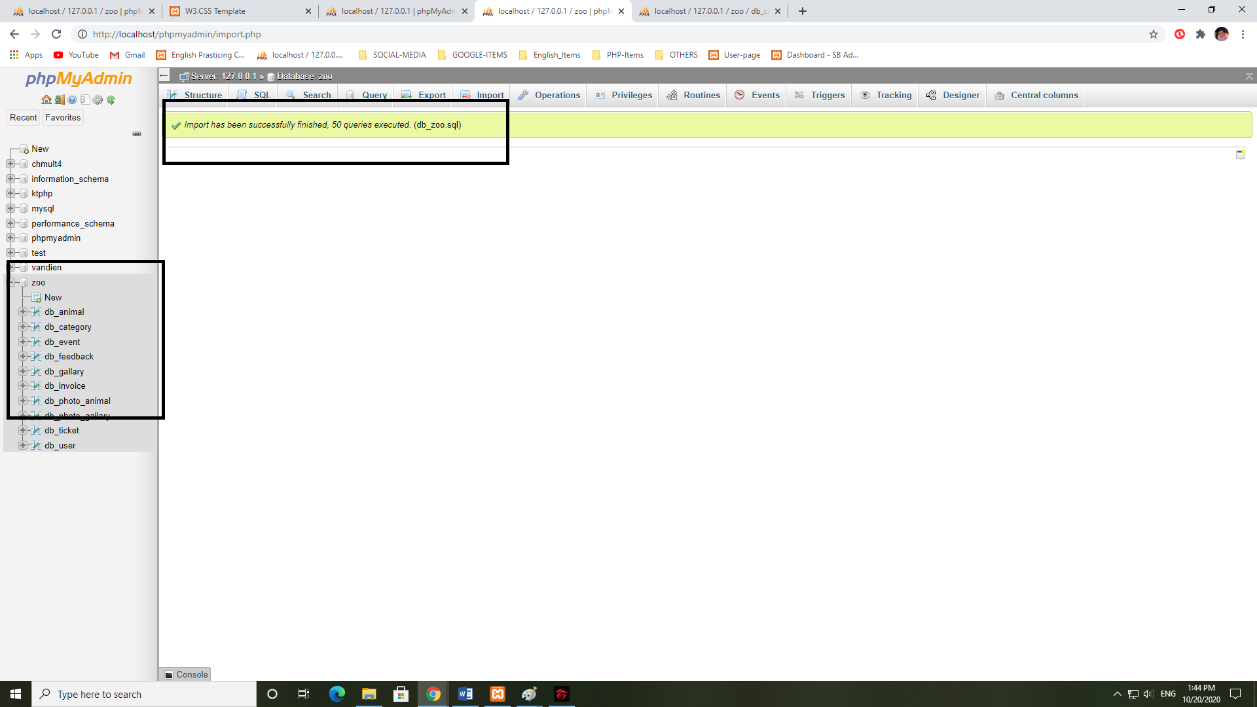 localhost / 127.0.0.1 / zoo | phpM
W3.CSS Template
localhost / 127.0.0.1 | phpMyAdm
localhost / 127.0.0.1 / zoo | phpM
localhost / 127.0.0.1 / zoo / db_c
http://localhost/phpmyadmin/import.php
Apps
YouTube
Gmail
English Prasticing C...
localhost / 127.0.0....
SOCIAL-MEDIA
GOOGLE-ITEMS
English_Items
PHP-Items
OTHERS
User-page
Dashboard - SB Ad...
phpMyAdmin
Recent
Favorites
New
chmult4
information_schema
ktphp
mysql
performance_schema
phpmyadmin
test
vandien
zoo
New
db_animal
db_category
db_event
db_feedback
db_gallary
db_invoice
db_photo_animal
db_photo_gallary
db_ticket
db_user
Server: 127.0.0.1 » Database: zoo
Structure
SQL
Search
Query
Export
Import
Operations
Privileges
Routines
Events
Triggers
Tracking
Designer
Central columns
Import has been successfully finished, 50 queries executed. (db_zoo.sql)
Console
Type here to search
ENG
1:44 PM
10/20/2020